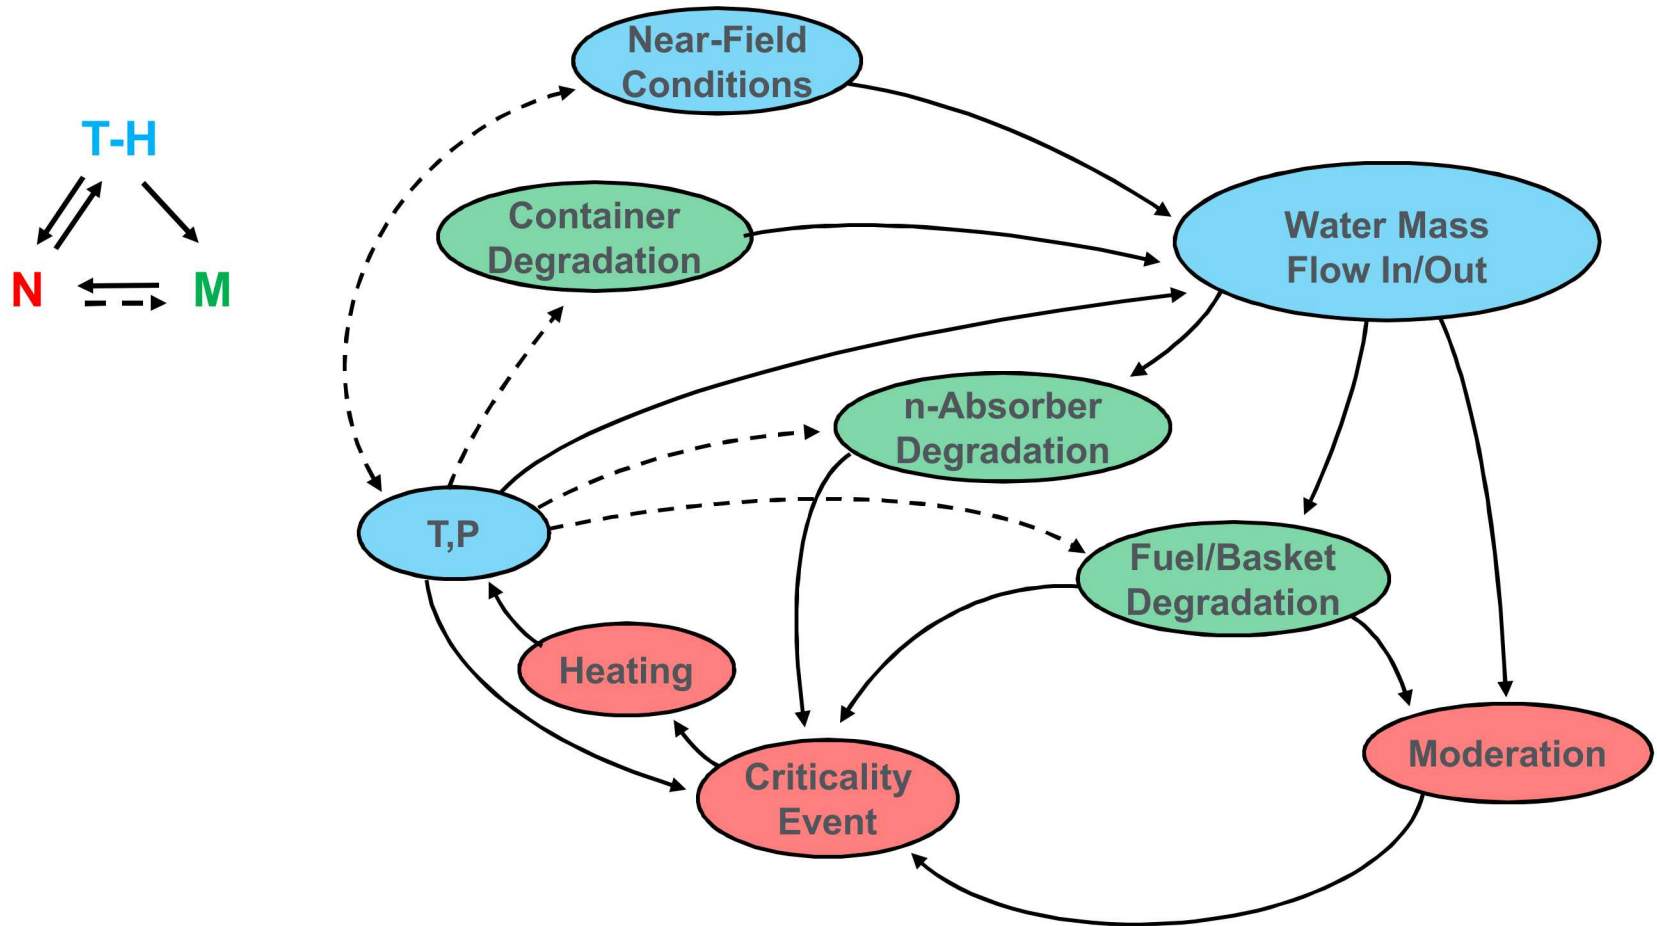 Near-Field
Conditions
T-H
N
M
Container
Degradation
Water Mass
Flow In/Out
n-Absorber
Degradation
T,P
Fuel/Basket
Degradation
Heating
Criticality
Event
Moderation